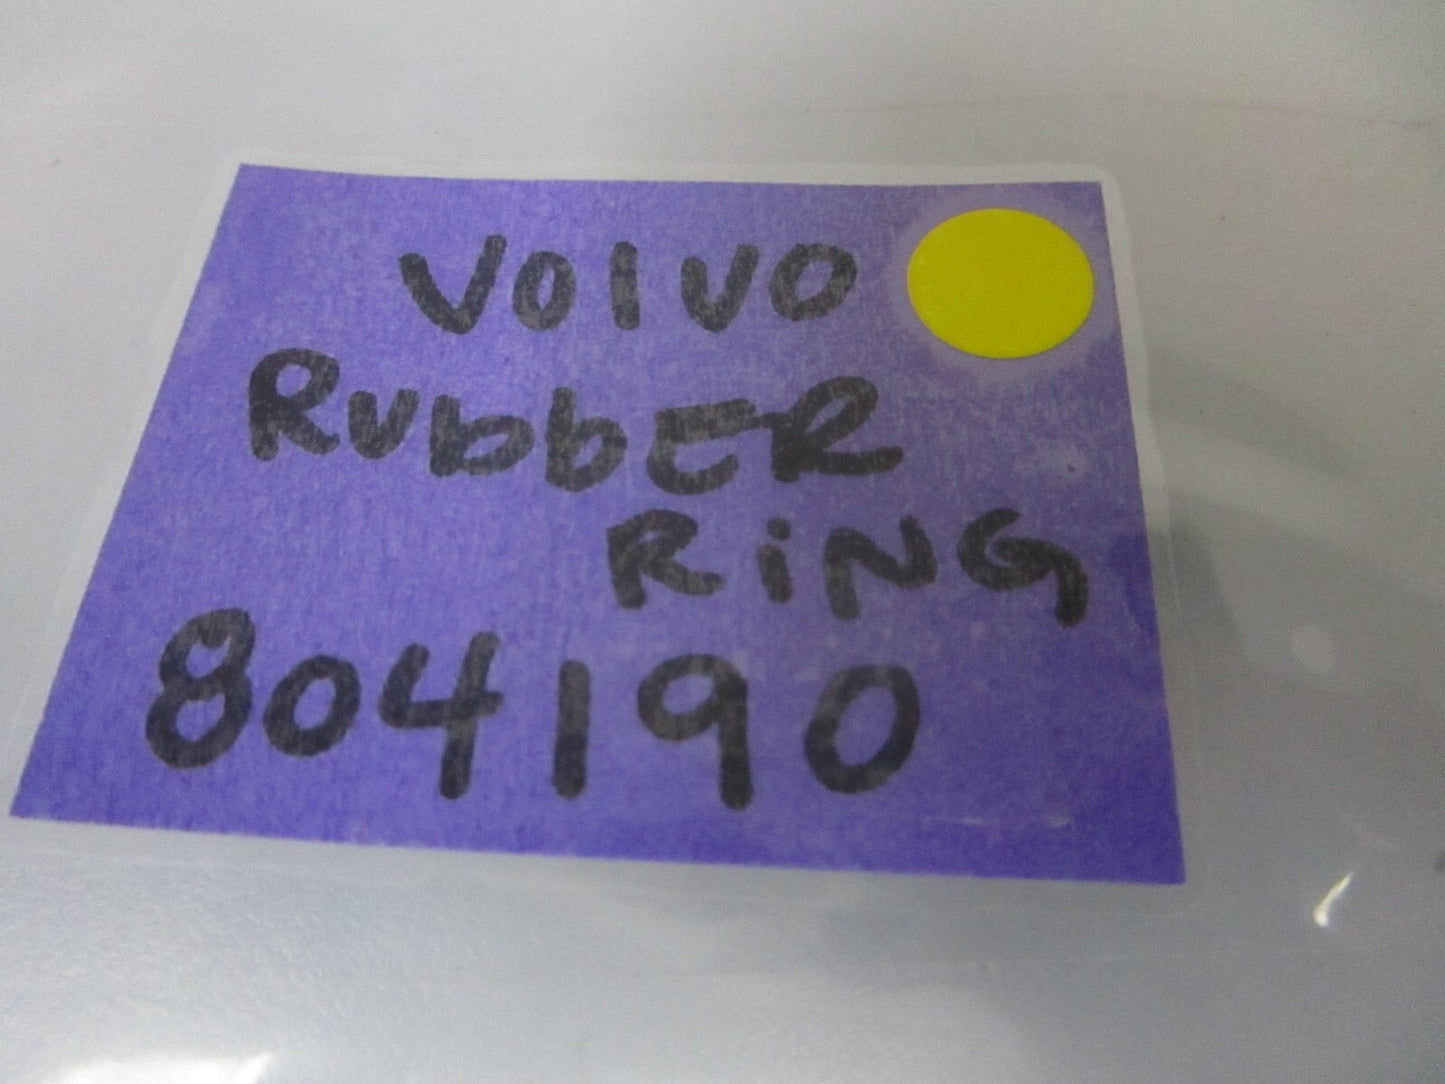 Volvo
RubbER
RiNG
804190